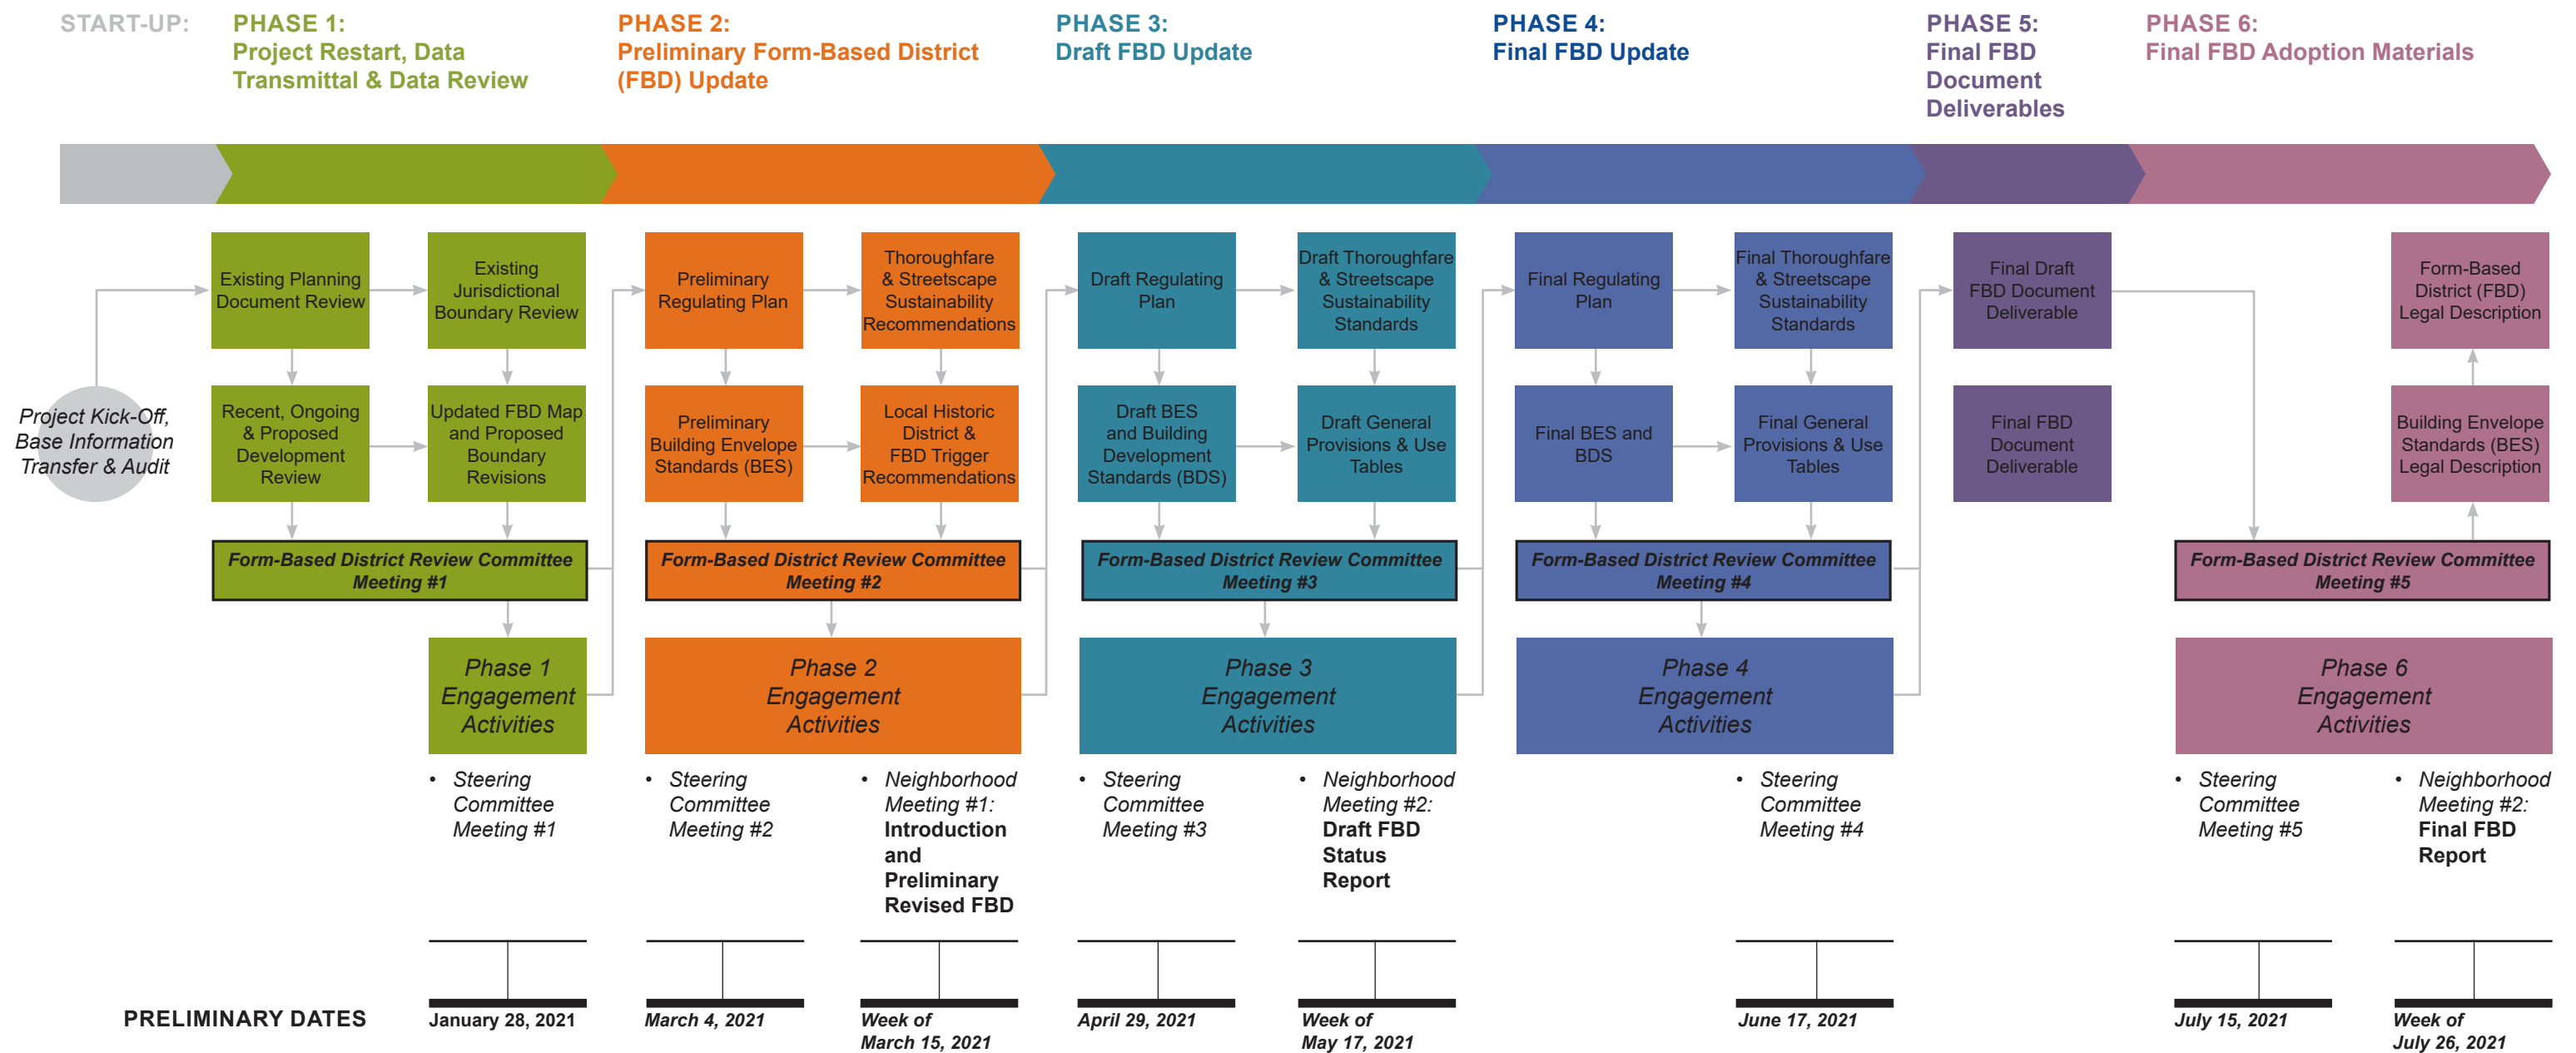 START-UP:
PHASE 1:
Project Restart, Data
Transmittal & Data Review
PHASE 2:
Preliminary Form-Based District
(FBD) Update
PHASE 3:
Draft FBD Update
PHASE 4:
Final FBD Update
PHASE 5:
Final FBD
Document
Deliverables
PHASE 6:
Final FBD Adoption Materials
Project Kick-Off,
Base Information
Transfer & Audit
Existing Planning
Document Review
Existing
Jurisdictional
Boundary Review
Recent, Ongoing
& Proposed
Development
Review
Updated FBD Map
and Proposed
Boundary
Revisions
Form-Based District Review Committee
Meeting #1
Phase 1
Engagement
Activities
• Steering
Committee
Meeting #1
Preliminary
Regulating Plan
Thoroughfare
& Streetscape
Sustainability
Recommendations
Preliminary
Building Envelope
Standards (BES)
Local Historic
District &
FBD Trigger
Recommendations
Form-Based District Review Committee
Meeting #2
Phase 2
Engagement
Activities
• Steering
Committee
Meeting #2
• Neighborhood
Meeting #1:
Introduction
and
Preliminary
Revised FBD
Draft Regulating
Plan
Draft Thoroughfare
& Streetscape
Sustainability
Standards
Draft BES
and Building
Development
Standards (BDS)
Draft General
Provisions & Use
Tables
Form-Based District Review Committee
Meeting #3
Phase 3
Engagement
Activities
• Steering
Committee
Meeting #3
• Neighborhood
Meeting #2:
Draft FBD
Status
Report
Final Regulating
Plan
Final Thoroughfare
& Streetscape
Sustainability
Standards
Final BES and
BDS
Final General
Provisions & Use
Tables
Form-Based District Review Committee
Meeting #4
Phase 4
Engagement
Activities
• Steering
Committee
Meeting #4
Final Draft
FBD Document
Deliverable
Final FBD
Document
Deliverable
Form-Based
District (FBD)
Legal Description
Building Envelope
Standards (BES)
Legal Description
Form-Based District Review Committee
Meeting #5
Phase 6
Engagement
Activities
• Steering
Committee
Meeting #5
• Neighborhood
Meeting #2:
Final FBD
Report
PRELIMINARY DATES
January 28, 2021
March 4, 2021
Week of
March 15, 2021
April 29, 2021
Week of
May 17, 2021
June 17, 2021
July 15, 2021
Week of
July 26, 2021